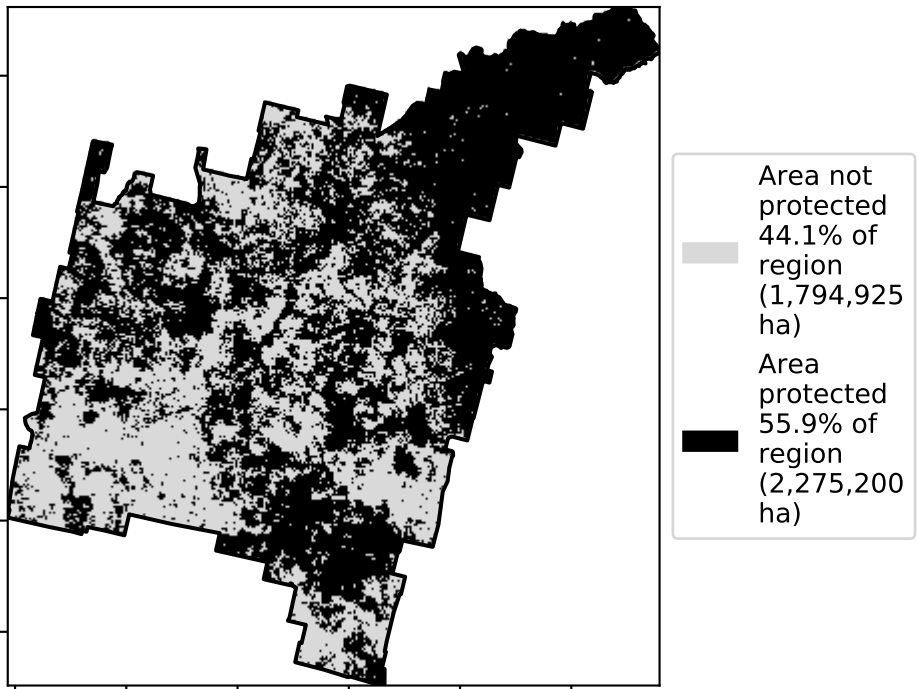 Area not
protected
44.1% of
region
(1,794,925
ha)
Area
protected
55.9% of
region
(2,275,200
ha)